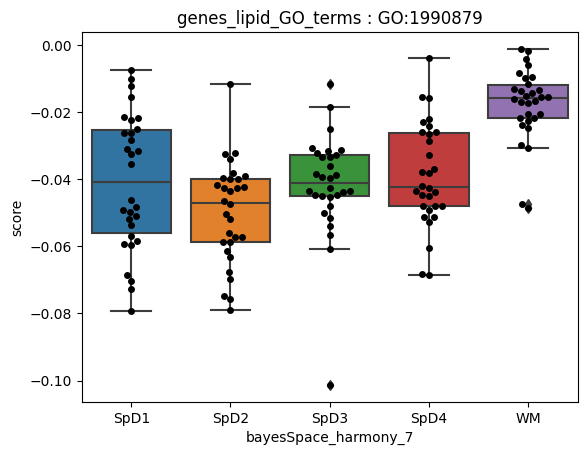 genes_lipid_GO_terms : GO:1990879
0.00
−0.02
−0.04
−0.06
−0.08
−0.10
score
SpD1 SpD2 SpD3 SpD4 WM
bayesSpace_harmony_7